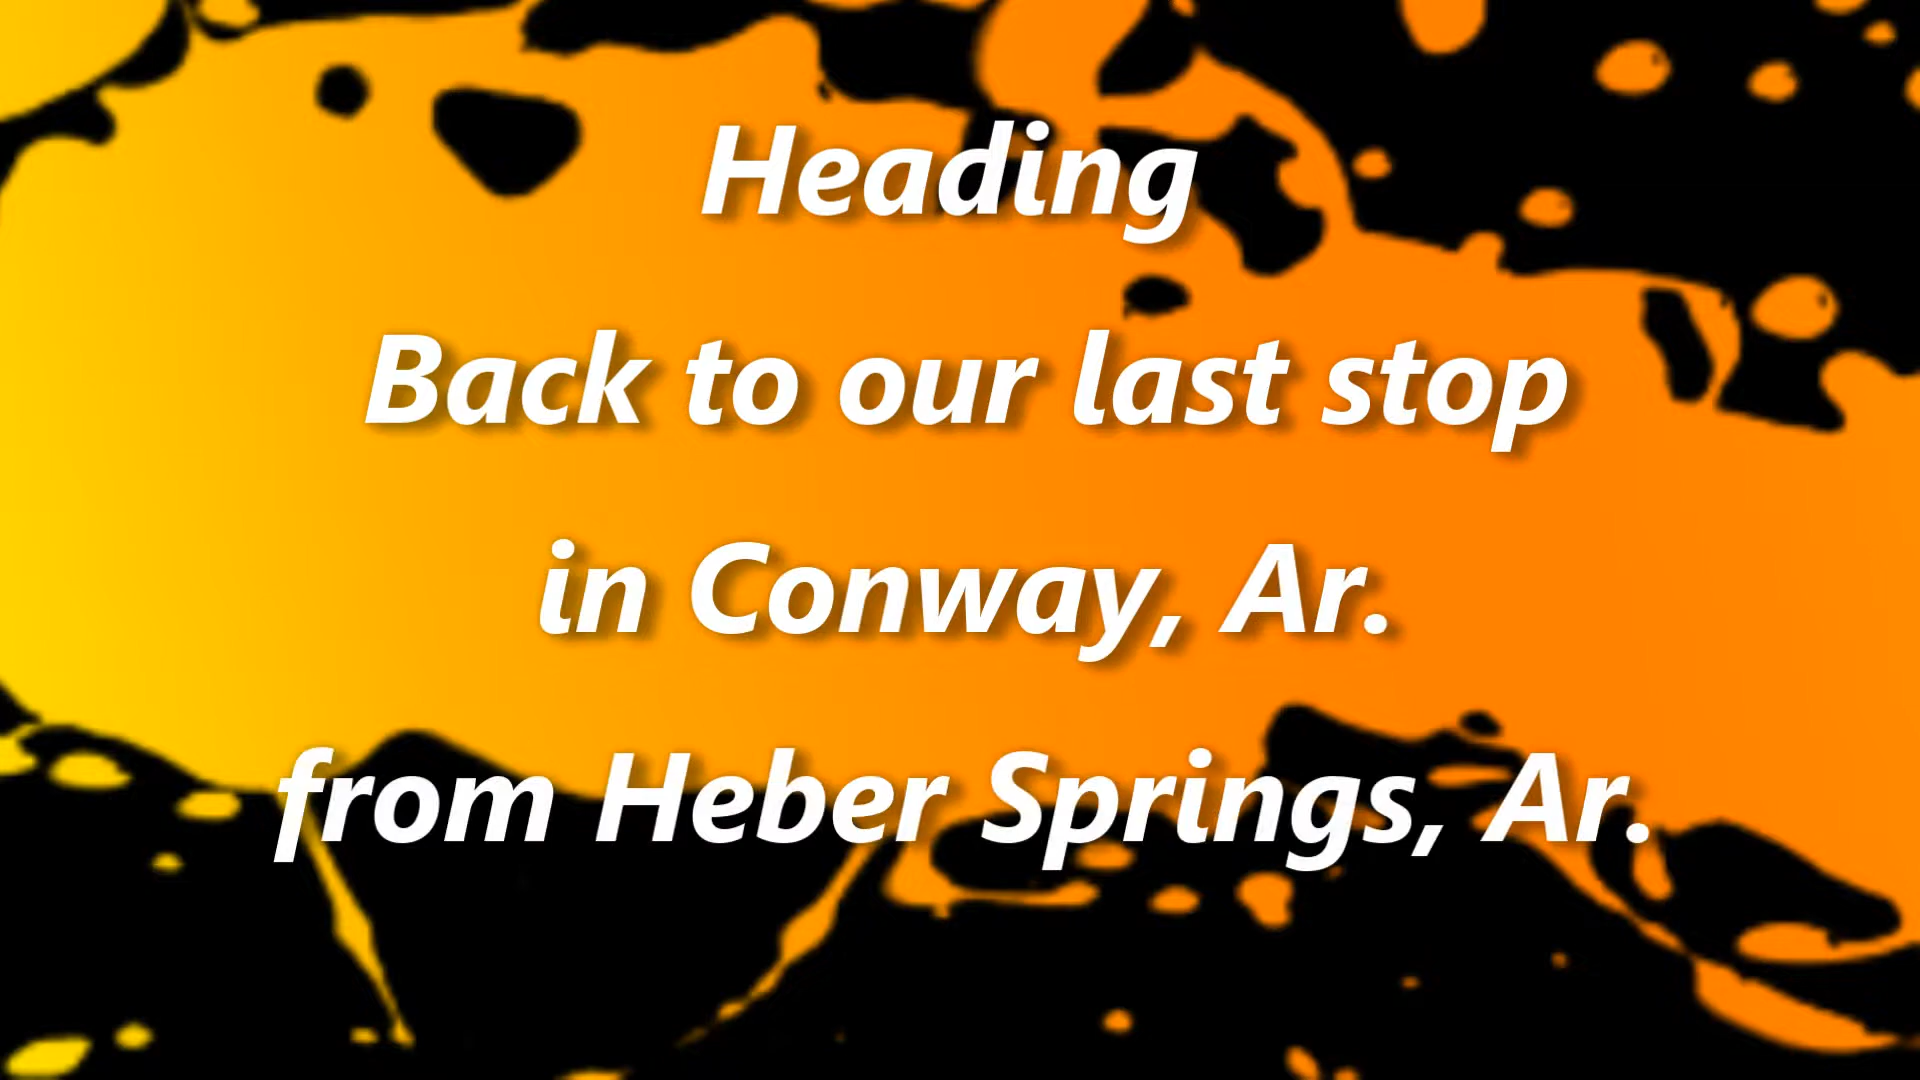 Heading
Back to our last stop
in Conway, Ar.
from Heber Springs, Ar.